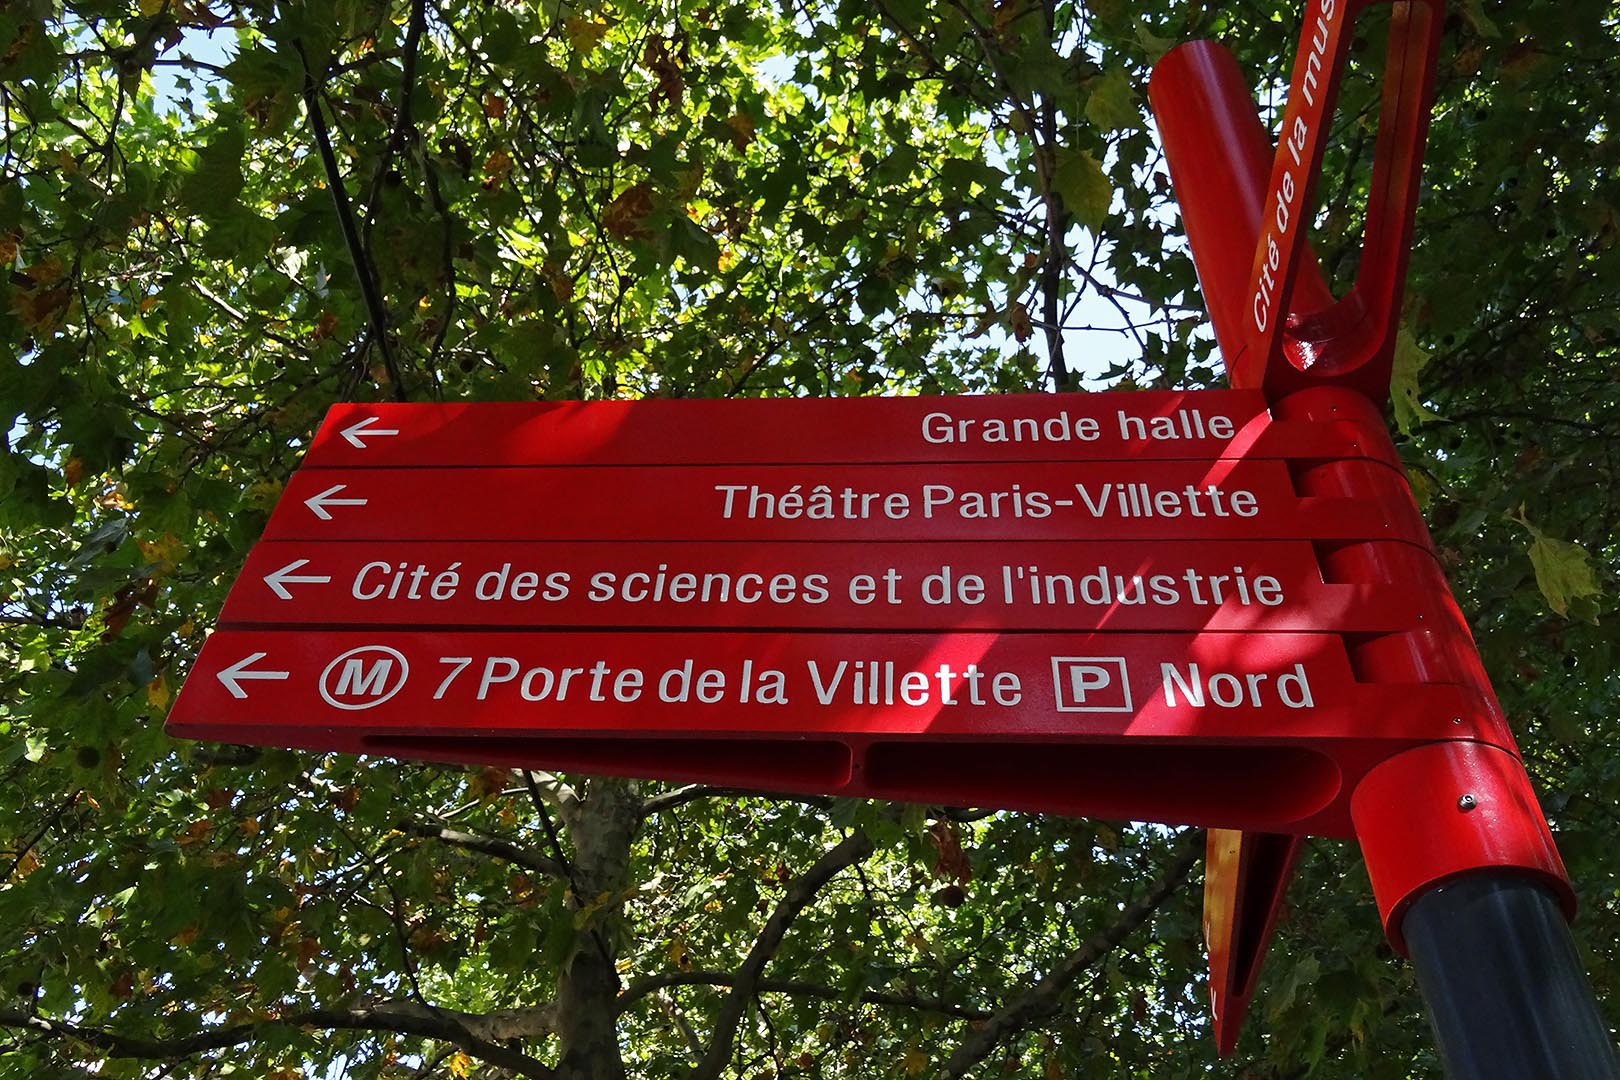 Cité de la mus
Grande halle
Théâtre Paris-Villette
Cité des sciences et de l'industrie
M 7 Porte de la Villette P Nord